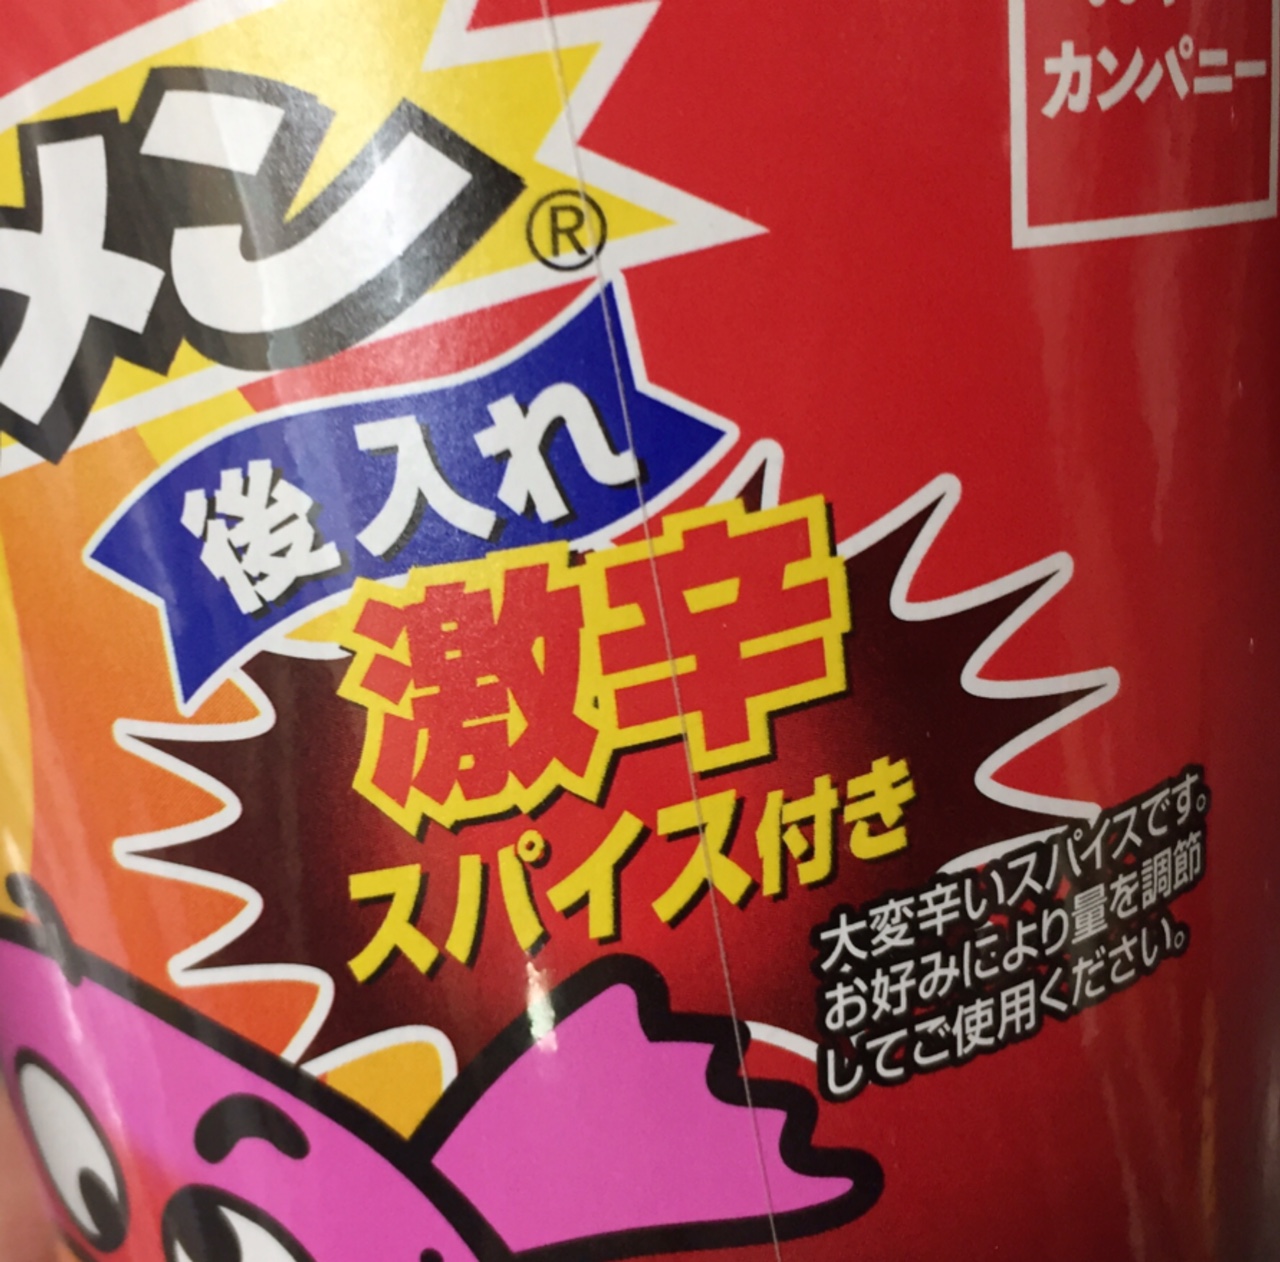 カンパニー
メン®
後入れ
激辛
スパイス付き
大変辛いスパイスです。
お好みにより量を調節
してご使用ください。